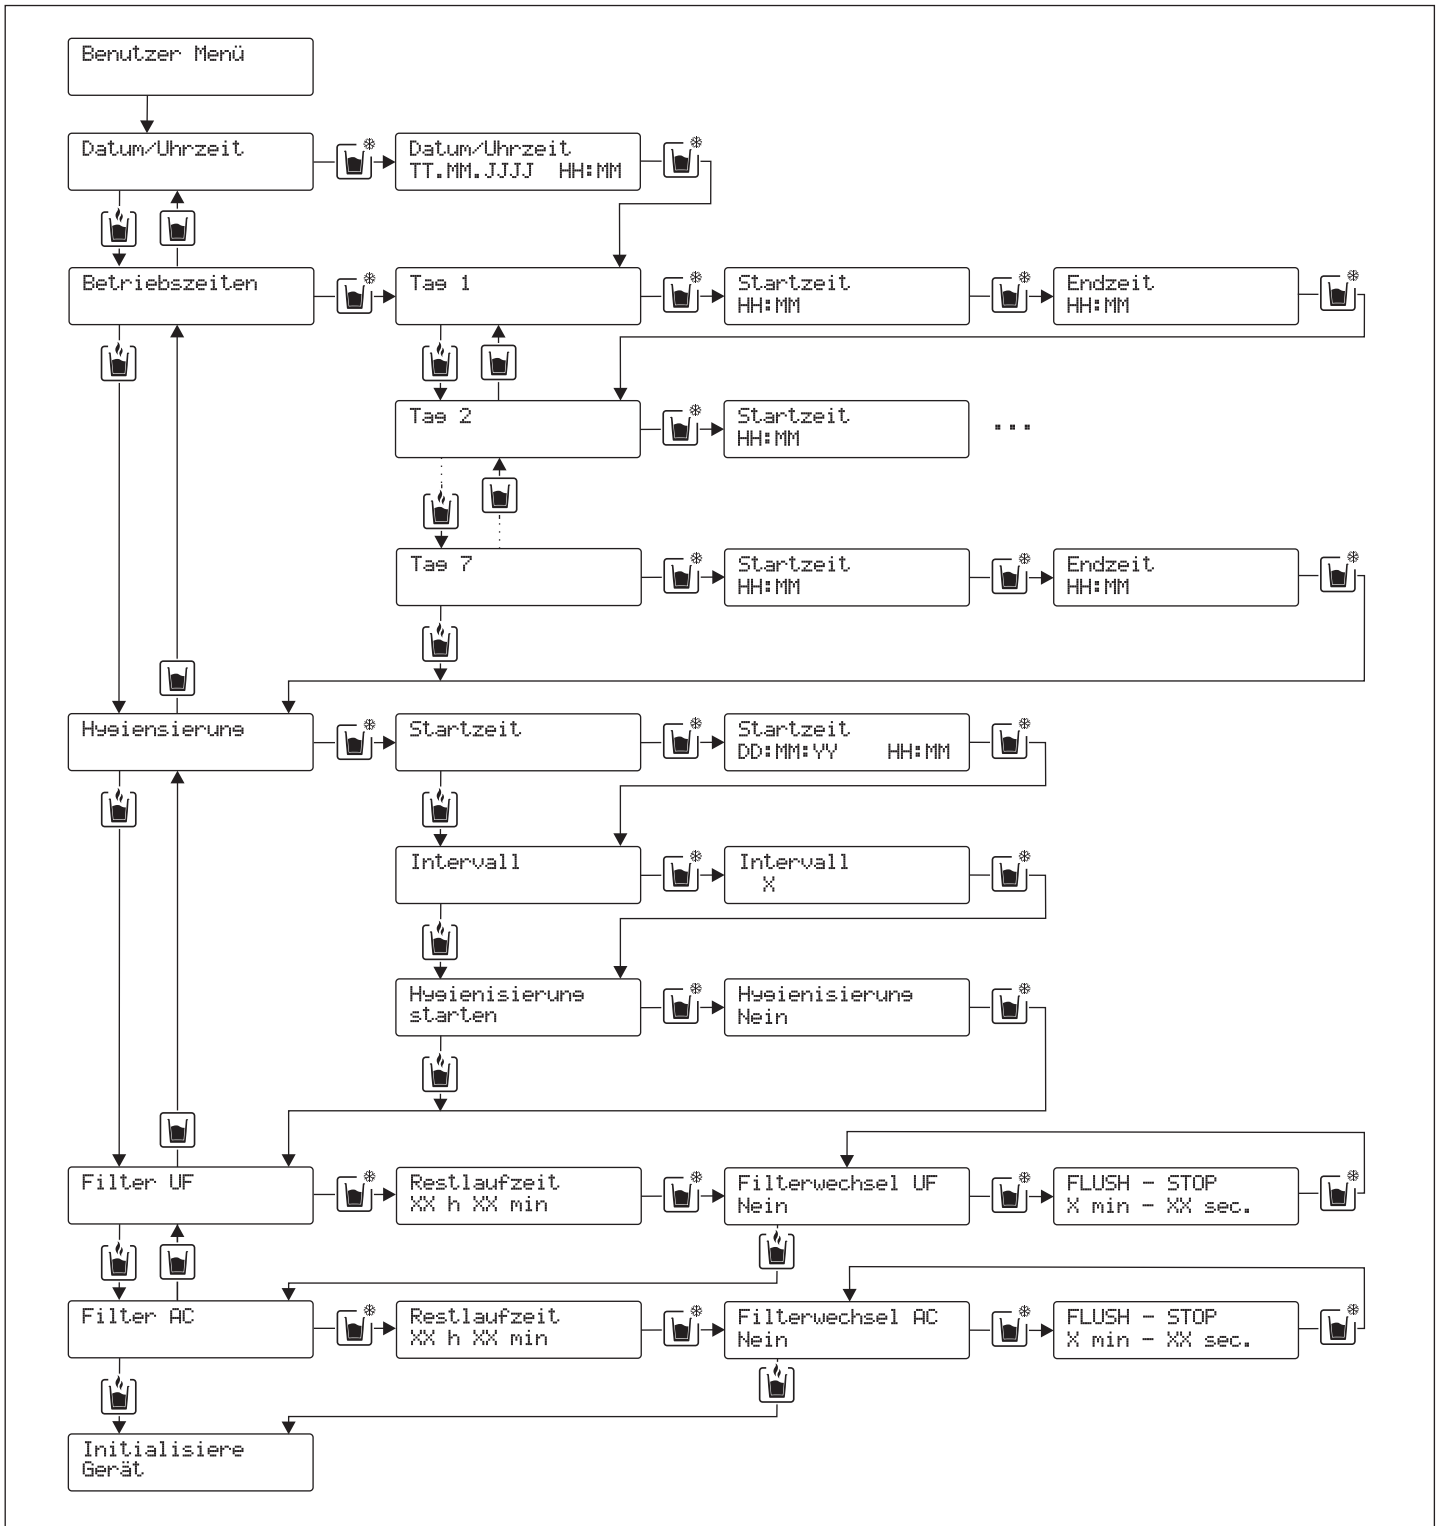 Benutzer Menü
Datum/Uhrzeit
Datum/Uhrzeit
TT.MM.JJJJ HH:MM
Betriebszeiten
Tag 1
Startzeit
HH:MM
Endzeit
HH:MM
Tag 2
Startzeit
HH:MM
...
Tag 7
Startzeit
HH:MM
Endzeit
HH:MM
Hygiensierung
Startzeit
Startzeit
DD:MM:YY HH:MM
Intervall
Intervall
X
Hygienisierung
starten
Hygienisierung
Nein
Filter UF
Restlaufzeit
XX h XX min
Filterwechsel UF
Nein
FLUSH - STOP
X min - XX sec.
Filter AC
Restlaufzeit
XX h XX min
Filterwechsel AC
Nein
FLUSH - STOP
X min - XX sec.
Initialisiere
Gerät